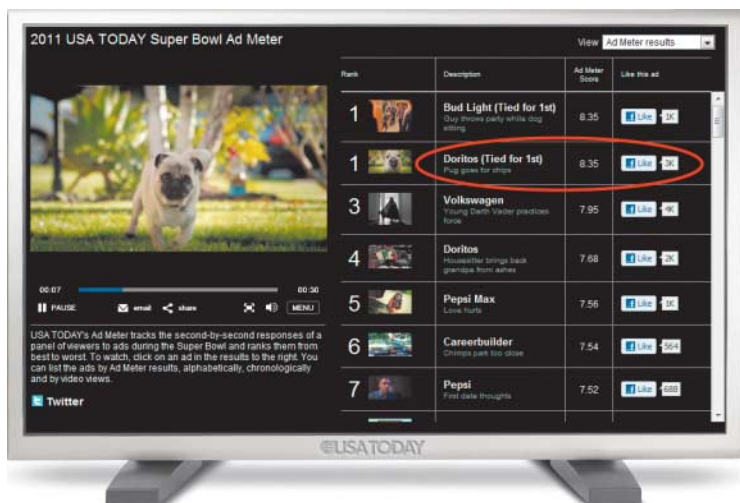 2011 USA TODAY Super Bowl Ad Meter
View Ad Meter results
Rank Description Ad Meter Score Like this ad
1 Bud Light (Tied for 1st) 8.35 Like 1K
Guy throws party while dog sitting
1 Doritos (Tied for 1st) 8.35 Like 3K
Pug goes for chips
3 Volkswagen 7.95 Like 4K
Young Darth Vader practices force
4 Doritos 7.68 Like 2K
Housesitter brings back grandpa from ashes
5 Pepsi Max 7.56 Like 1K
Love hurts
6 Careerbuilder 7.54 Like 564
Chimps park too close
7 Pepsi 7.52 Like 688
First date thoughts
00:07 00:30
PAUSE email share MENU
USA TODAY's Ad Meter tracks the second-by-second responses of a
panel of viewers to ads during the Super Bowl and ranks them from
best to worst. To watch, click on an ad in the results to the right. You
can list the ads by Ad Meter results, alphabetically, chronologically
and by video views.
Twitter
USA TODAY